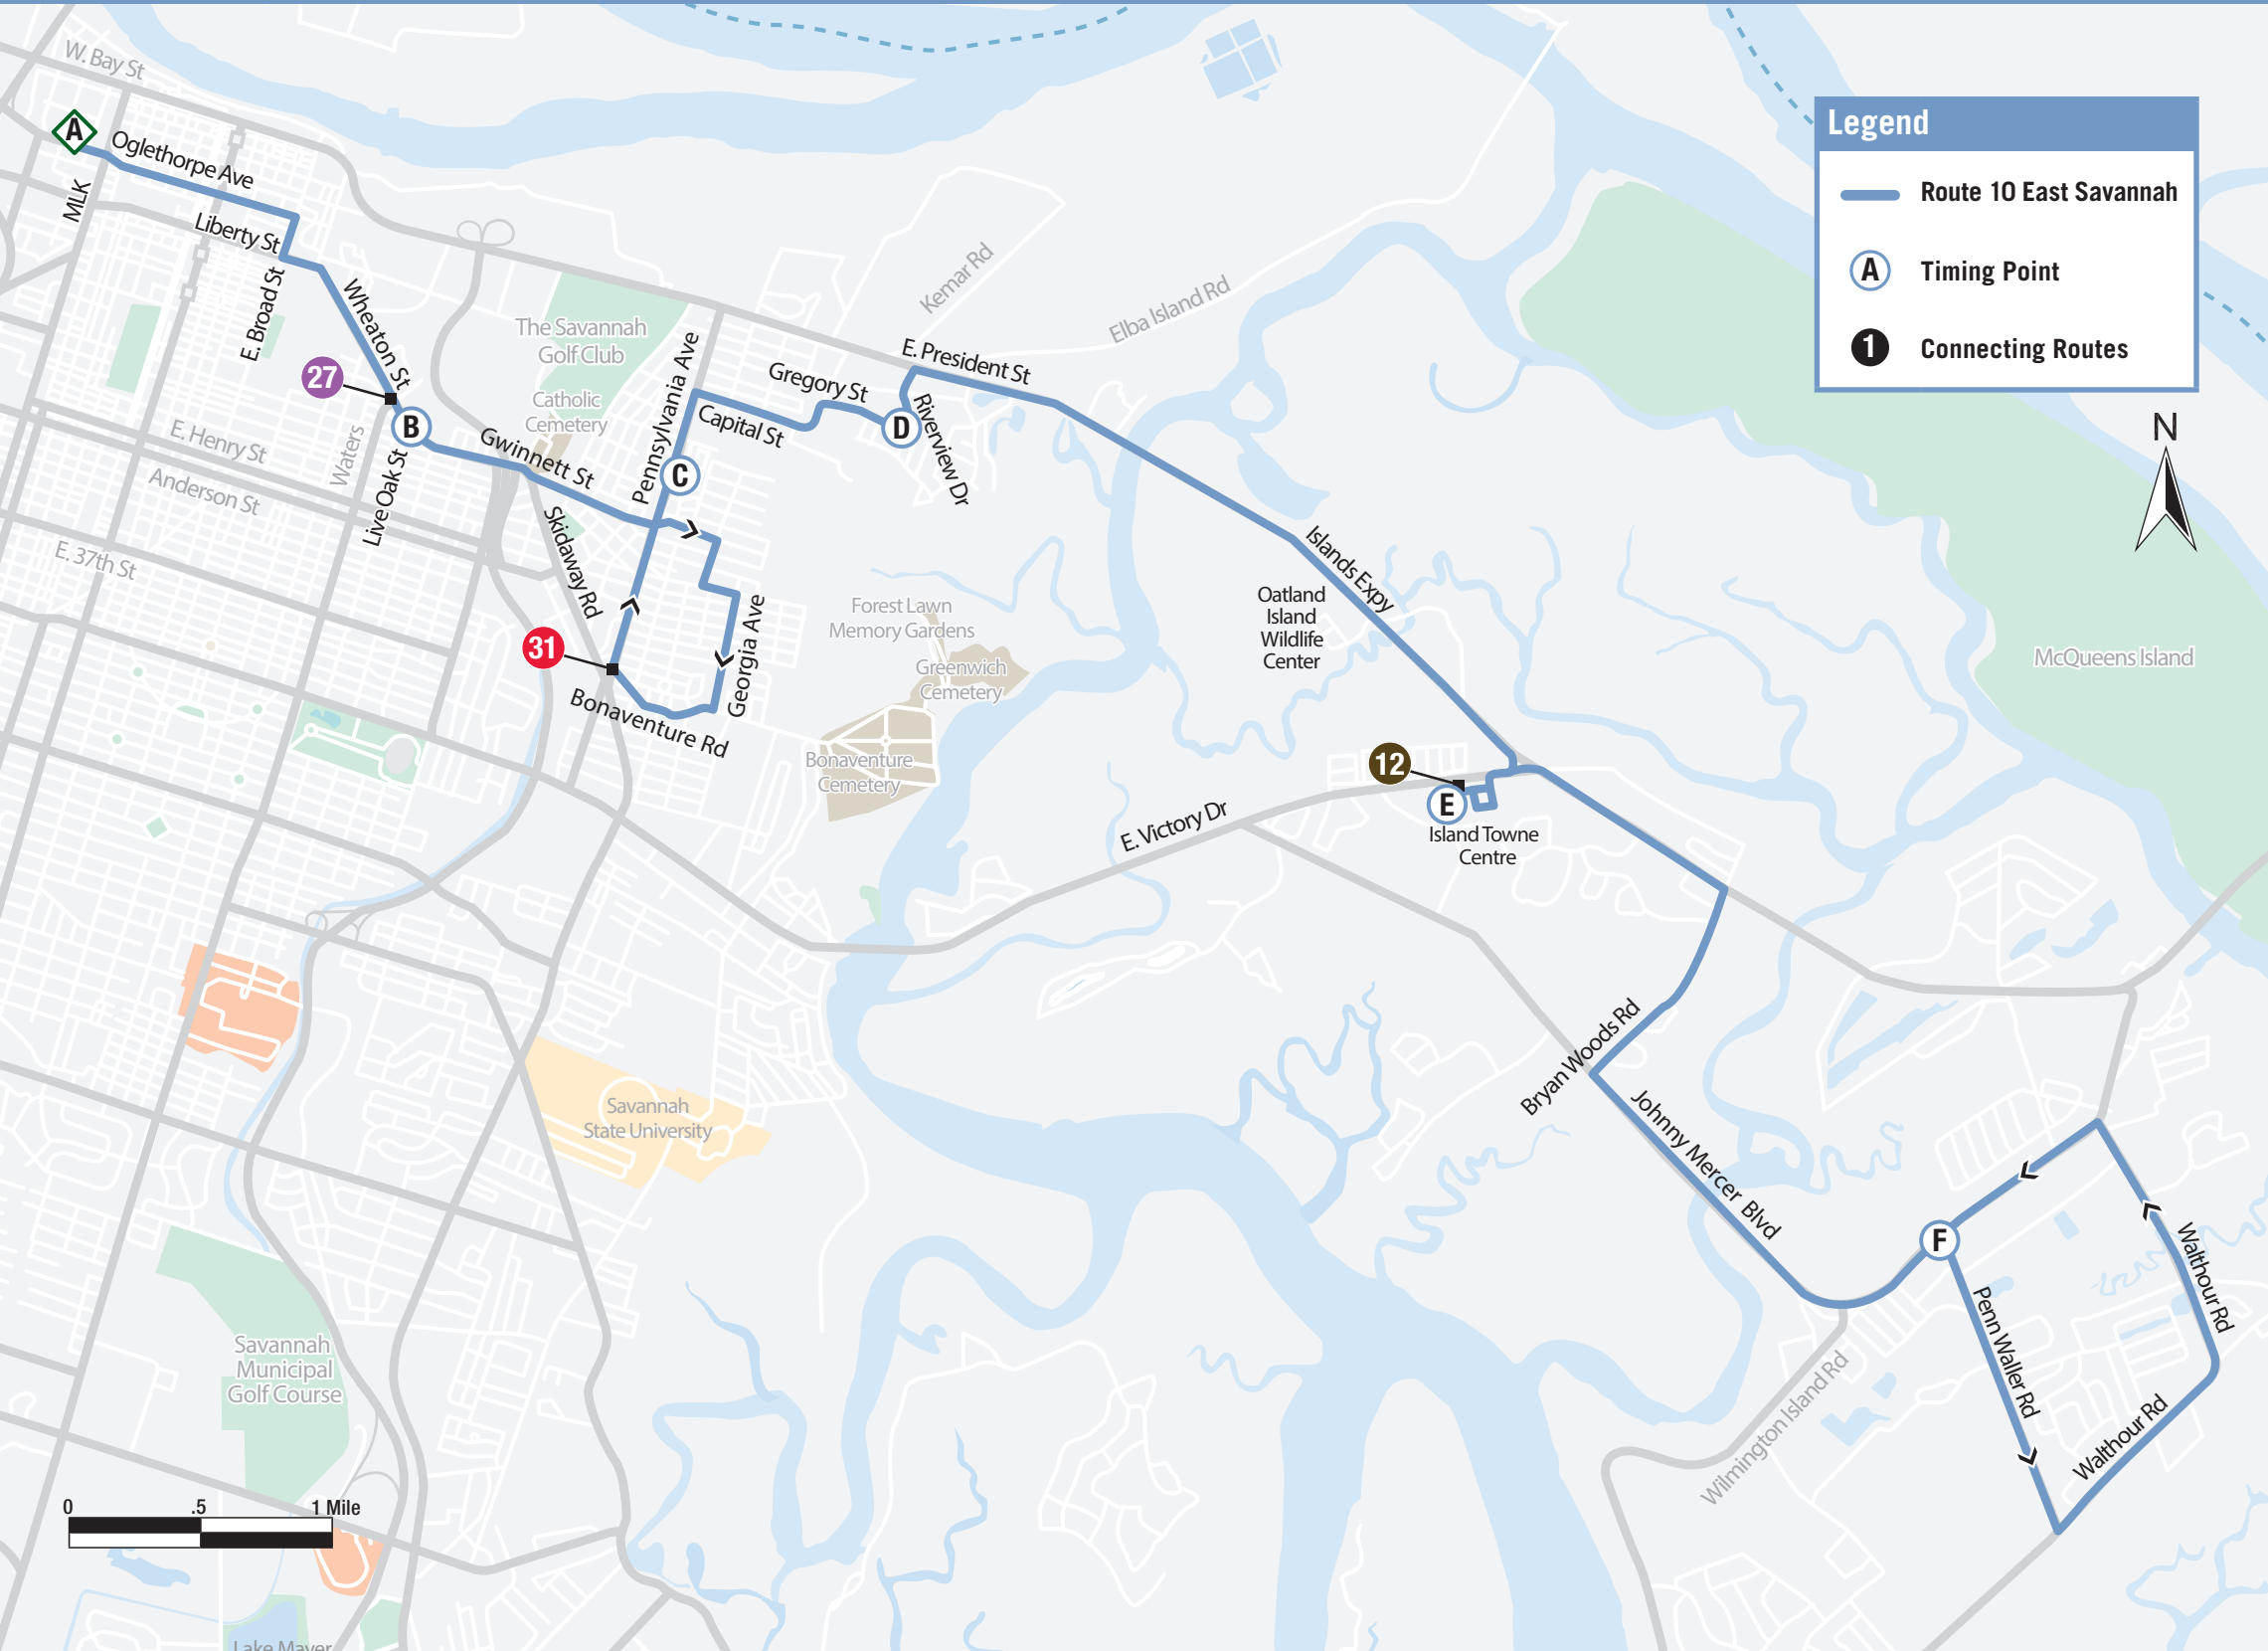 W. Bay St
A
Oglethorpe Ave
MLK
Liberty St
E. Broad St
Wheaton St
27
B
E. Henry St
Anderson St
Waters
Live Oak St
E. 37th St
The Savannah
Golf Club
Catholic
Cemetery
Gwinnett St
Skidaway Rd
Pennsylvania Ave
C
Capital St
Gregory St
D
Riverview Dr
E. President St
Kemar Rd
Elba Island Rd
31
Bonaventure Rd
Georgia Ave
Forest Lawn
Memory Gardens
Greenwich
Cemetery
Bonaventure
Cemetery
Islands Expy
Oatland
Island
Wildlife
Center
12
E
Island Towne
Centre
E. Victory Dr
Legend
Route 10 East Savannah
A
Timing Point
1
Connecting Routes
N
McQueens Island
Bryan Woods Rd
Johnny Mercer Blvd
F
Penn Waller Rd
Walthour Rd
Walthour Rd
Wilmington Island Rd
Savannah
State University
Savannah
Municipal
Golf Course
0 .5 1 Mile
Lake Mayer